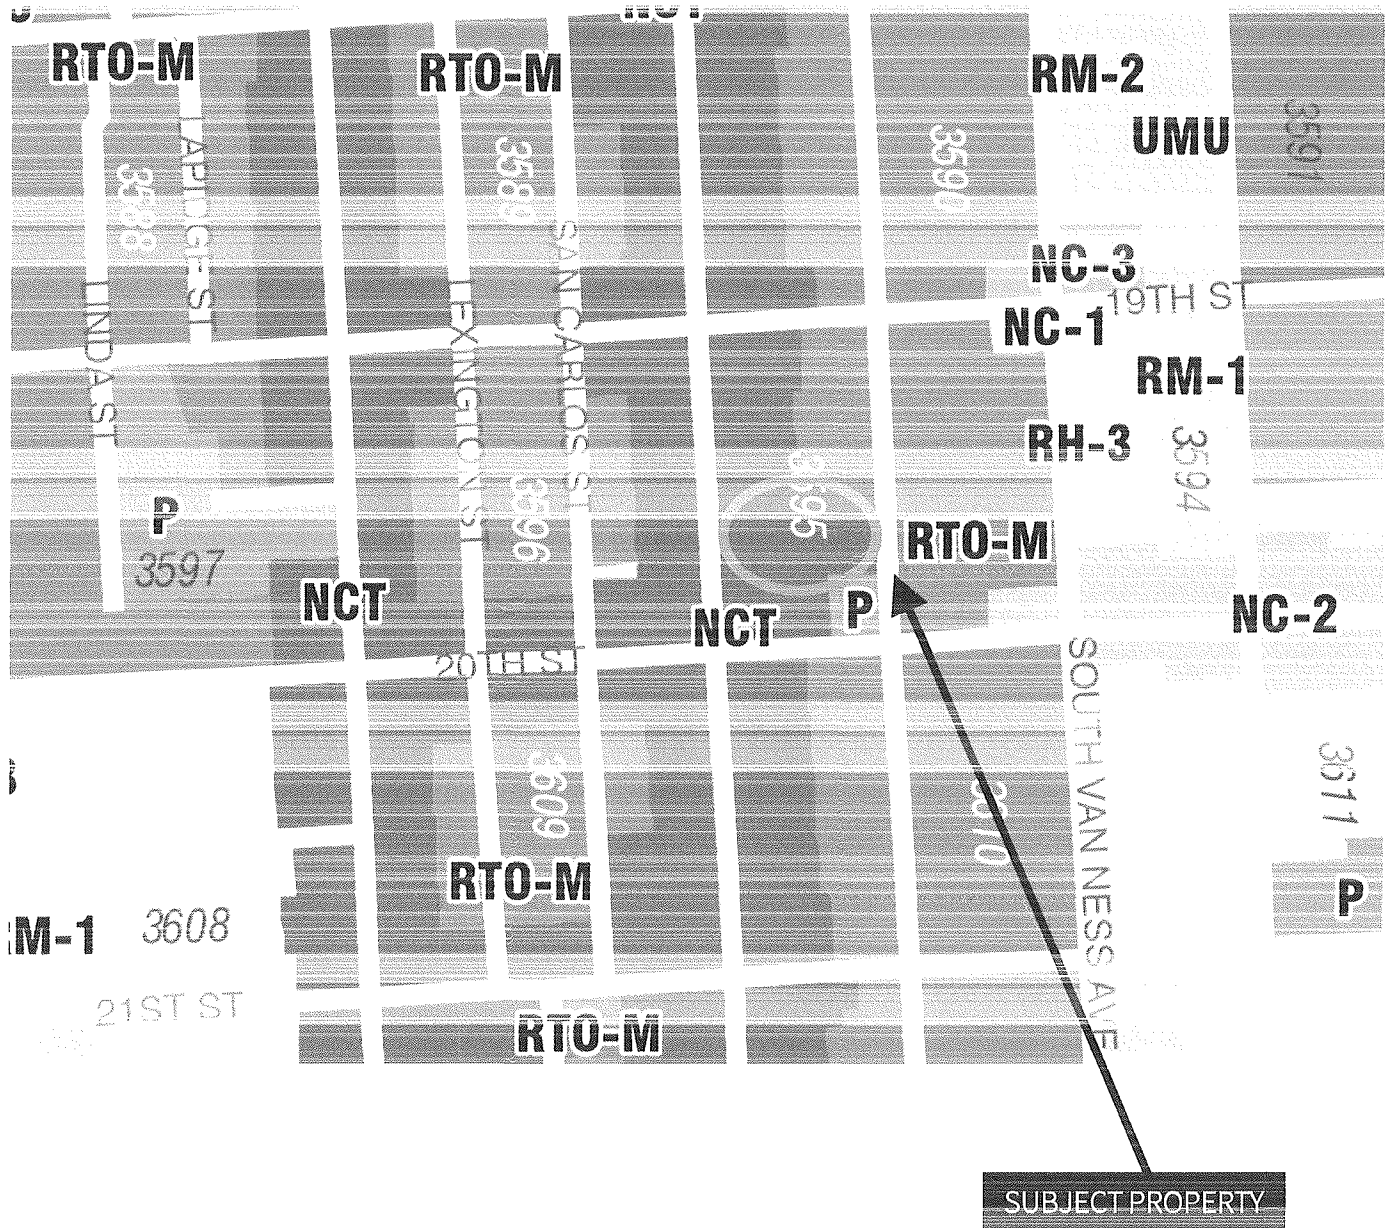 NCT
RTO-M
RTO-M
RM-2
UMU
3591
3590
3588
LAPIDGE ST
SAN CARLOS ST
NC-3
19TH ST
NC-1
RM-1
LINDA ST
LEXINGTON ST
RH-3
3594
3595
3596
P
3597
RTO-M
NCT
NCT
P
NC-2
20TH ST
SOUTH VAN NESS AVE
3609
3610
3611
RTO-M
P
M-1
3608
21ST ST
RTO-M
SUBJECT PROPERTY